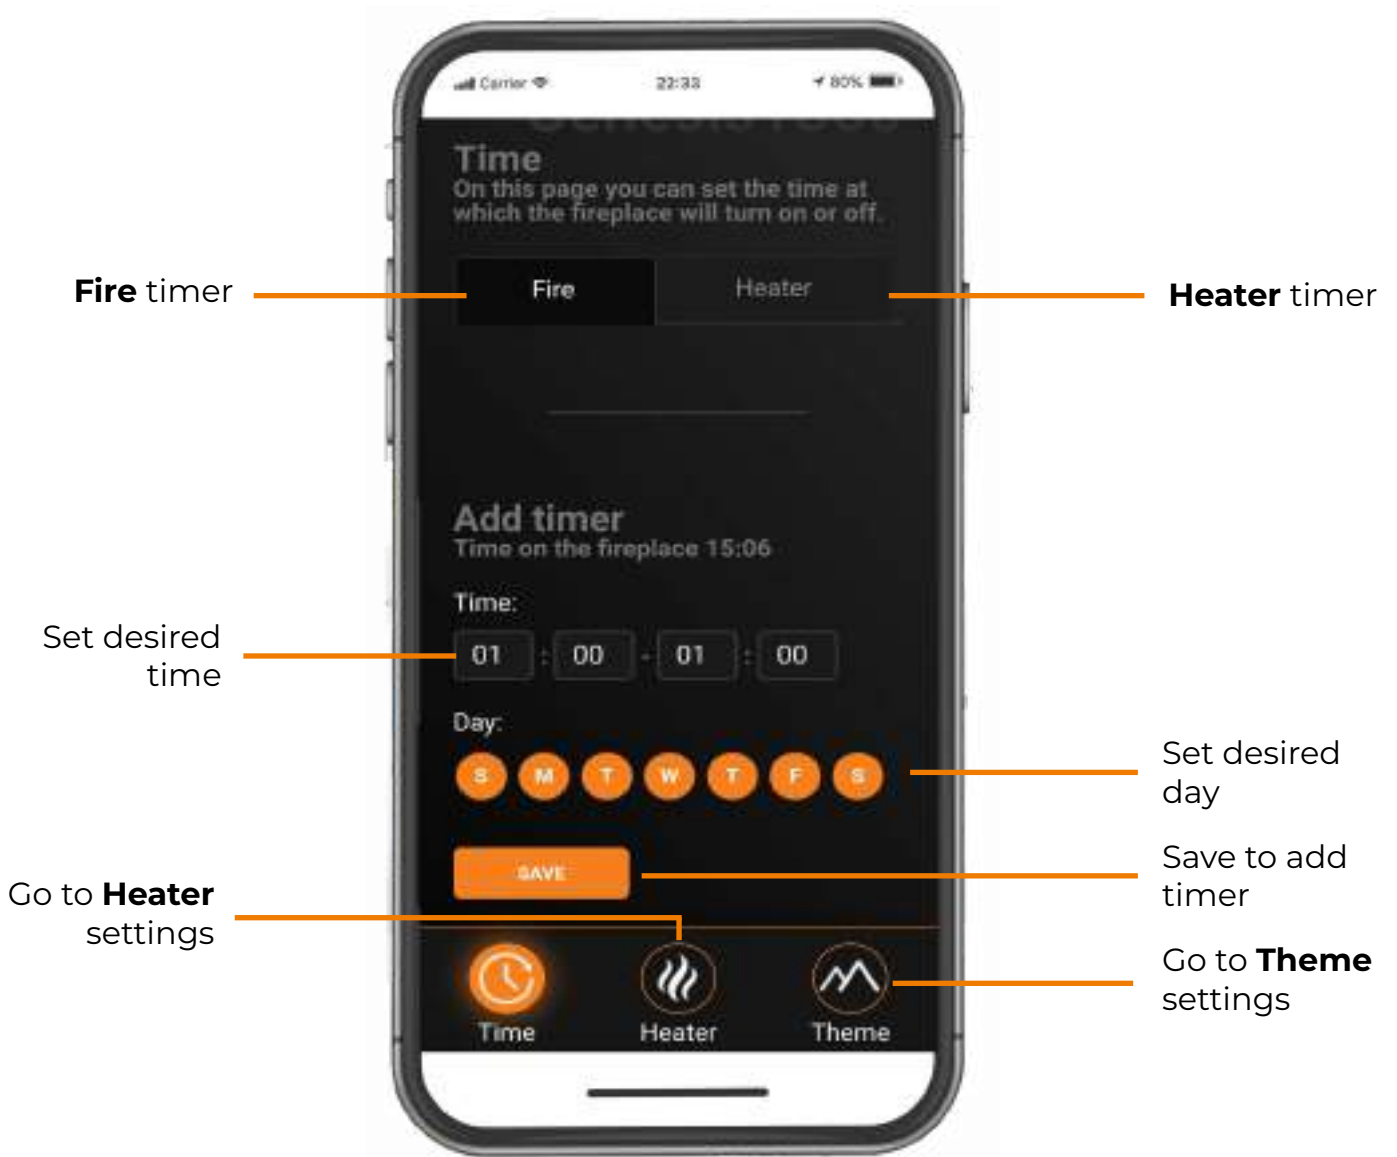 Carrier 22:33 80%
Time
On this page you can set the time at
which the fireplace will turn on or off.
Fire timer
Fire
Heater
Heater timer
Add timer
Time on the fireplace 15:06
Time:
Set desired
time
01 : 00 - 01 : 00
Day:
S M T W T F S
Set desired
day
SAVE
Save to add
timer
Go to Heater
settings
Go to Theme
settings
Time
Heater
Theme